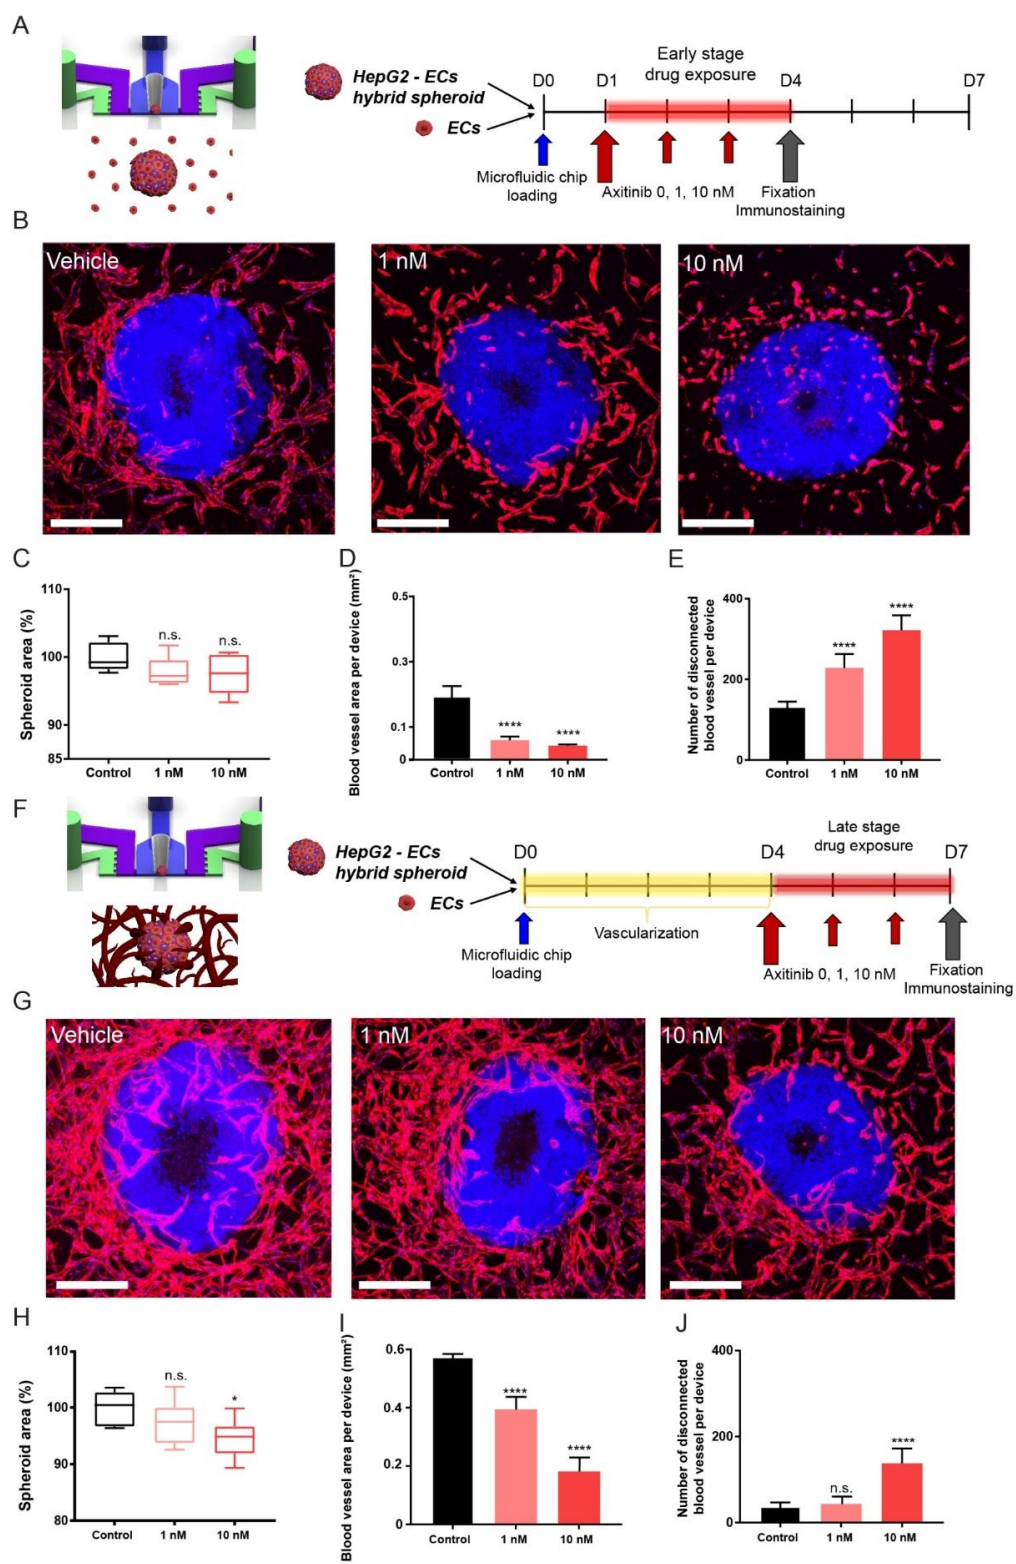 A
HepG2 - ECs
hybrid spheroid
ECs
Early stage
drug exposure
D0
D1
D4
D7
Microfluidic chip
loading
Axitinib 0, 1, 10 nM
Fixation
Immunostaining
B
Vehicle
1 nM
10 nM
C
Spheroid area (%)
110
100
90
85
n.s.
n.s.
Control
1 nM
10 nM
D
Blood vessel area per device (mm²)
0.5
0.3
0.1
0
****
****
Control
1 nM
10 nM
E
Number of disconnected
blood vessel per device
400
200
0
****
****
Control
1 nM
10 nM
F
HepG2 - ECs
hybrid spheroid
ECs
Late stage
drug exposure
D0
D4
D7
Vascularization
Microfluidic chip
loading
Axitinib 0, 1, 10 nM
Fixation
Immunostaining
G
Vehicle
1 nM
10 nM
H
Spheroid area (%)
110
100
90
80
n.s.
*
Control
1 nM
10 nM
I
Blood vessel area per device (mm²)
0.6
0.4
0.2
0
****
****
Control
1 nM
10 nM
J
Number of disconnected
blood vessel per device
400
200
0
n.s.
****
Control
1 nM
10 nM